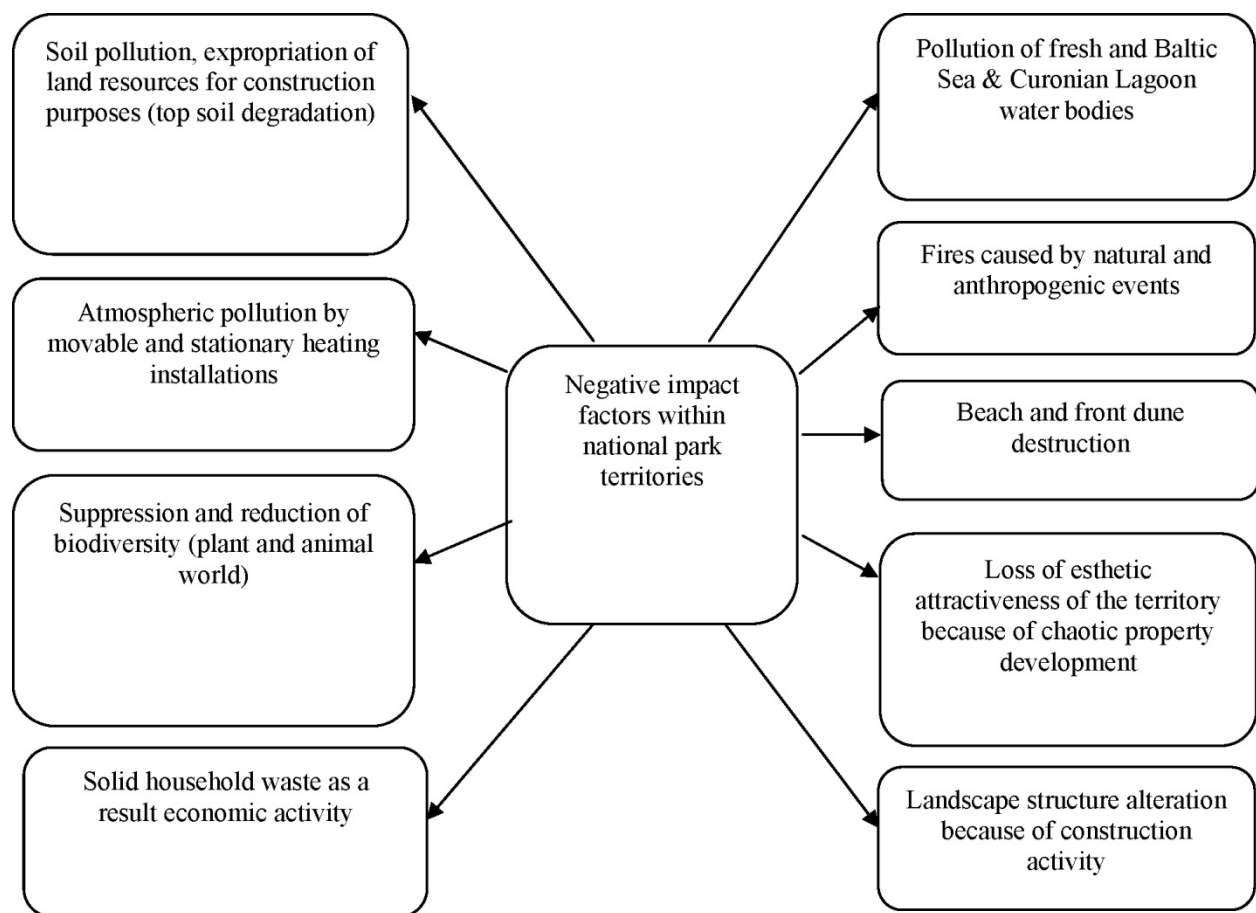 Soil pollution, expropriation of
land resources for construction
purposes (top soil degradation)
Atmospheric pollution by
movable and stationary heating
installations
Suppression and reduction of
biodiversity (plant and animal
world)
Solid household waste as a
result economic activity
Negative impact
factors within
national park
territories
Pollution of fresh and Baltic
Sea & Curonian Lagoon
water bodies
Fires caused by natural and
anthropogenic events
Beach and front dune
destruction
Loss of esthetic
attractiveness of the territory
because of chaotic property
development
Landscape structure alteration
because of construction
activity